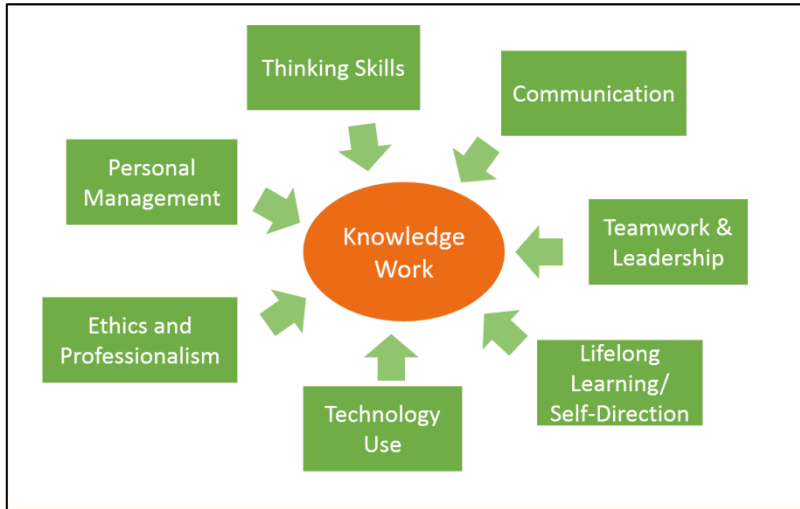 Thinking Skills
Communication
Personal
Management
Knowledge
Work
Teamwork &
Leadership
Ethics and
Professionalism
Lifelong
Learning/
Self-Direction
Technology
Use